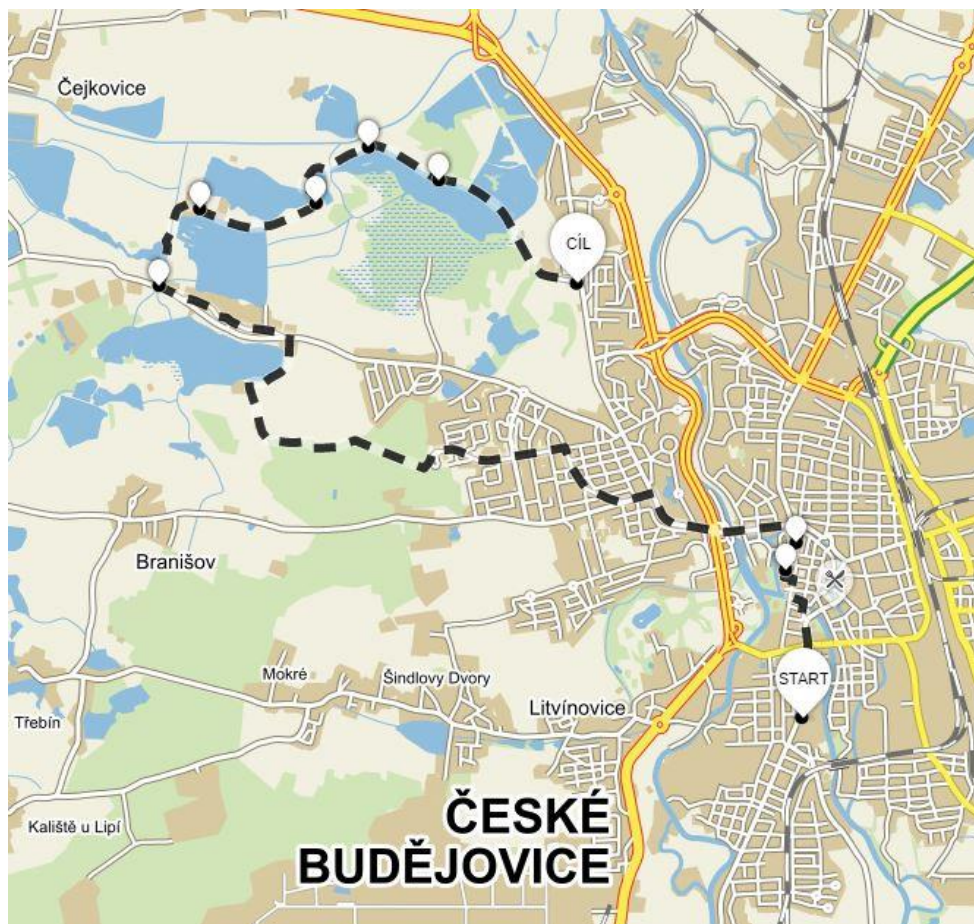 Čejkovice
CÍL
Branišov
START
Mokré
Šindlovy Dvory
Litvínovice
Třebín
Kaliště u Lipí
ČESKÉ
BUDĚJOVICE